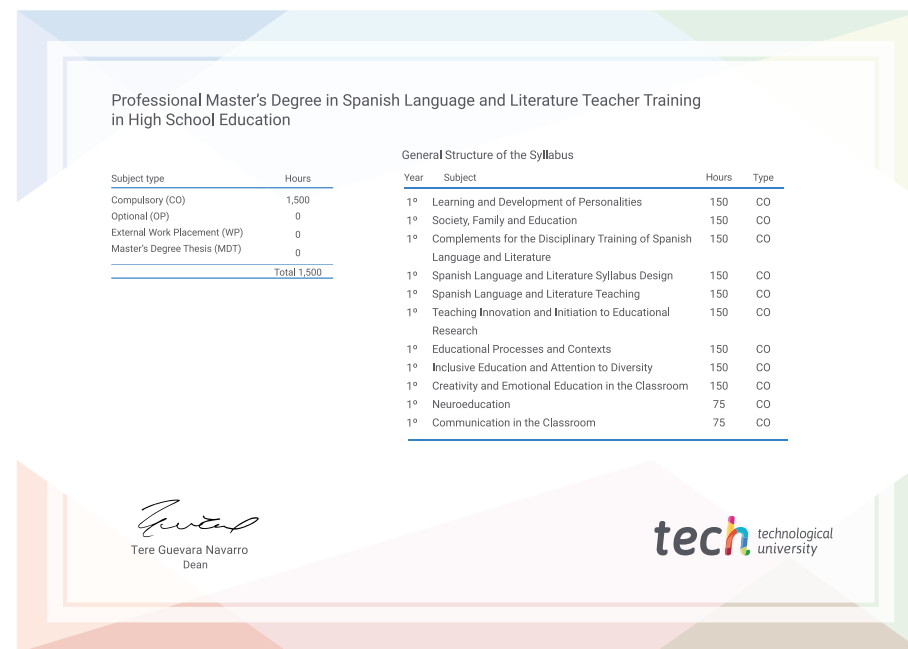 Professional Master's Degree in Spanish Language and Literature Teacher Training
in High School Education
Subject type Hours
Compulsory (CO) 1,500
Optional (OP) 0
External Work Placement (WP) 0
Master's Degree Thesis (MDT) 0
Total 1,500
General Structure of the Syllabus
Year Subject Hours Type
1º Learning and Development of Personalities 150 CO
1º Society, Family and Education 150 CO
1º Complements for the Disciplinary Training of Spanish 150 CO
Language and Literature
1º Spanish Language and Literature Syllabus Design 150 CO
1º Spanish Language and Literature Teaching 150 CO
1º Teaching Innovation and Initiation to Educational 150 CO
Research
1º Educational Processes and Contexts 150 CO
1º Inclusive Education and Attention to Diversity 150 CO
1º Creativity and Emotional Education in the Classroom 150 CO
1º Neuroeducation 75 CO
1º Communication in the Classroom 75 CO
Tere Guevara Navarro
Dean
tech technological
university